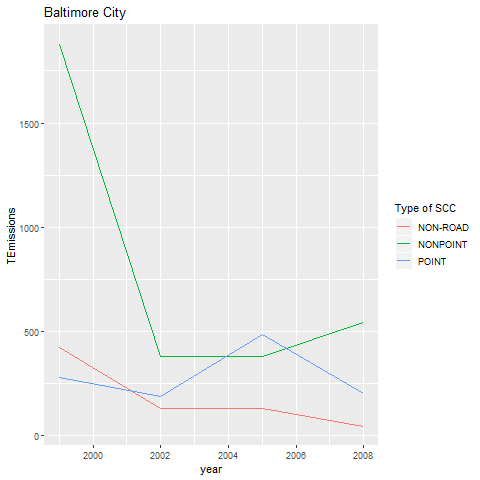 Baltimore City
TEmissions
1500
1000
500
0
2000 2002 2004 2006 2008
year
Type of SCC
NON-ROAD
NONPOINT
POINT